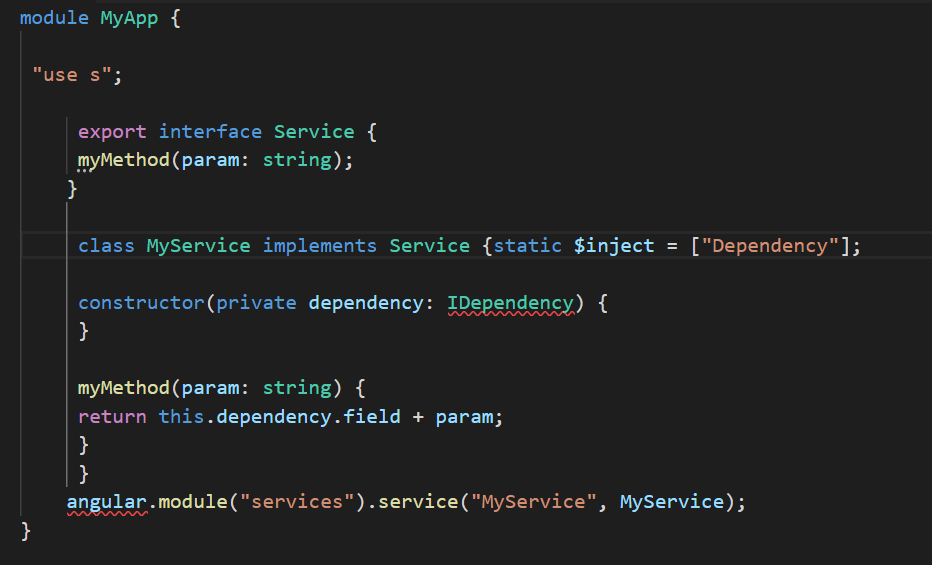 module MyApp {
"use s";
export interface Service {
myMethod(param: string);
}
class MyService implements Service {static $inject = ["Dependency"];
constructor(private dependency: IDependency) {
}
myMethod(param: string) {
return this.dependency.field + param;
}
}
angular.module("services").service("MyService", MyService);
}